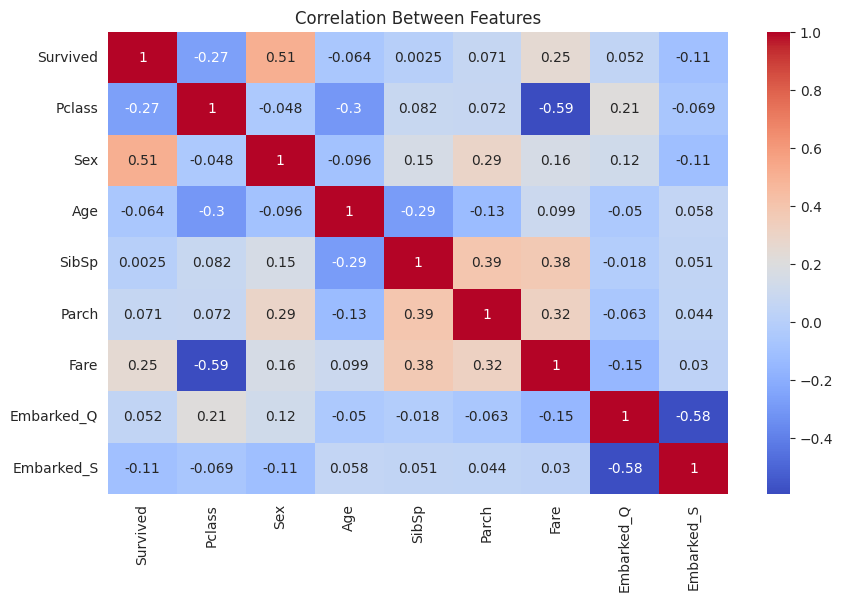 Correlation Between Features
Survived 1 -0.27 0.51 -0.064 0.0025 0.071 0.25 0.052 -0.11
Pclass -0.27 1 -0.048 -0.3 0.082 0.072 -0.59 0.21 -0.069
Sex 0.51 -0.048 1 -0.096 0.15 0.29 0.16 0.12 -0.11
Age -0.064 -0.3 -0.096 1 -0.29 -0.13 0.099 -0.05 0.058
SibSp 0.0025 0.082 0.15 -0.29 1 0.39 0.38 -0.018 0.051
Parch 0.071 0.072 0.29 -0.13 0.39 1 0.32 -0.063 0.044
Fare 0.25 -0.59 0.16 0.099 0.38 0.32 1 -0.15 0.03
Embarked_Q 0.052 0.21 0.12 -0.05 -0.018 -0.063 -0.15 1 -0.58
Embarked_S -0.11 -0.069 -0.11 0.058 0.051 0.044 0.03 -0.58 1
Survived Pclass Sex Age SibSp Parch Fare Embarked_Q Embarked_S
1.0
0.8
0.6
0.4
0.2
0.0
−0.2
−0.4